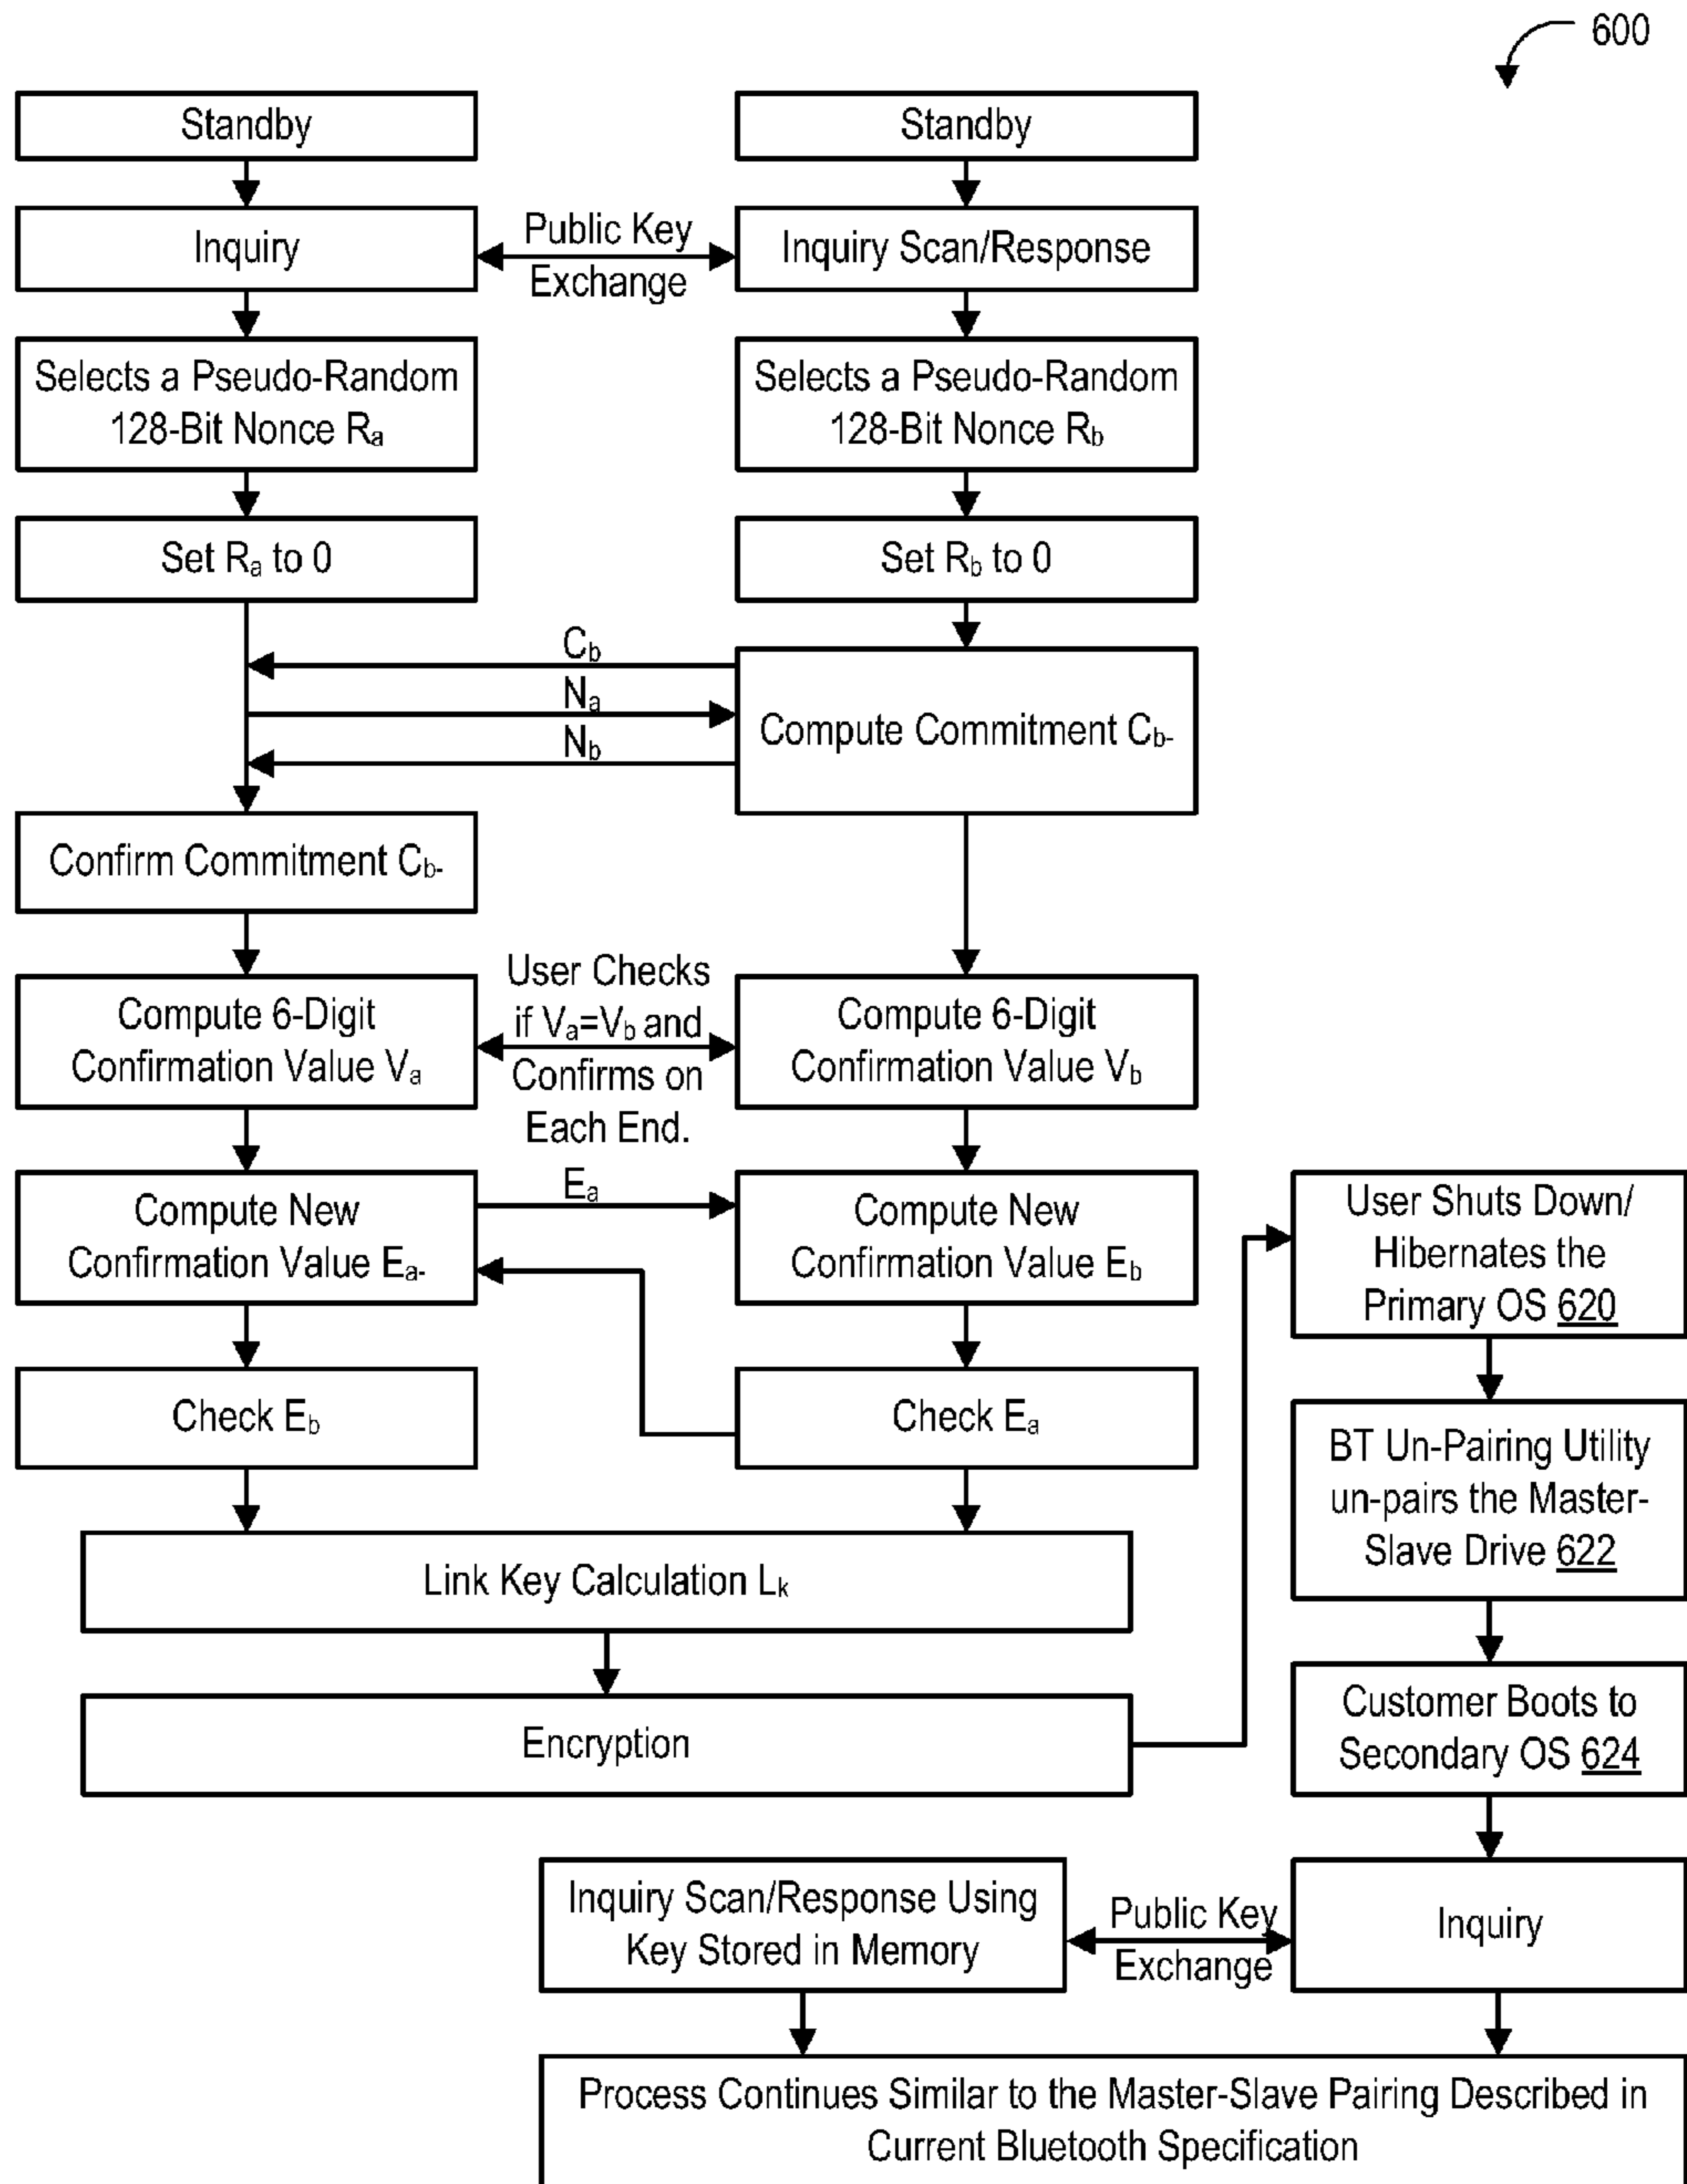 600
Standby
Standby
Inquiry
Public Key
Exchange
Inquiry Scan/Response
Selects a Pseudo-Random
128-Bit Nonce Ra
Selects a Pseudo-Random
128-Bit Nonce Rb
Set Ra to 0
Set Rb to 0
Cb
Na
Nb
Compute Commitment Cb-
Confirm Commitment Cb-
Compute 6-Digit
Confirmation Value Va
User Checks
if Va=Vb and
Confirms on
Each End.
Compute 6-Digit
Confirmation Value Vb
Compute New
Confirmation Value Ea-
Ea
Compute New
Confirmation Value Eb
User Shuts Down/
Hibernates the
Primary OS 620
Check Eb
Check Ea
BT Un-Pairing Utility
un-pairs the Master-
Slave Drive 622
Link Key Calculation Lk
Encryption
Customer Boots to
Secondary OS 624
Inquiry Scan/Response Using
Key Stored in Memory
Public Key
Exchange
Inquiry
Process Continues Similar to the Master-Slave Pairing Described in
Current Bluetooth Specification